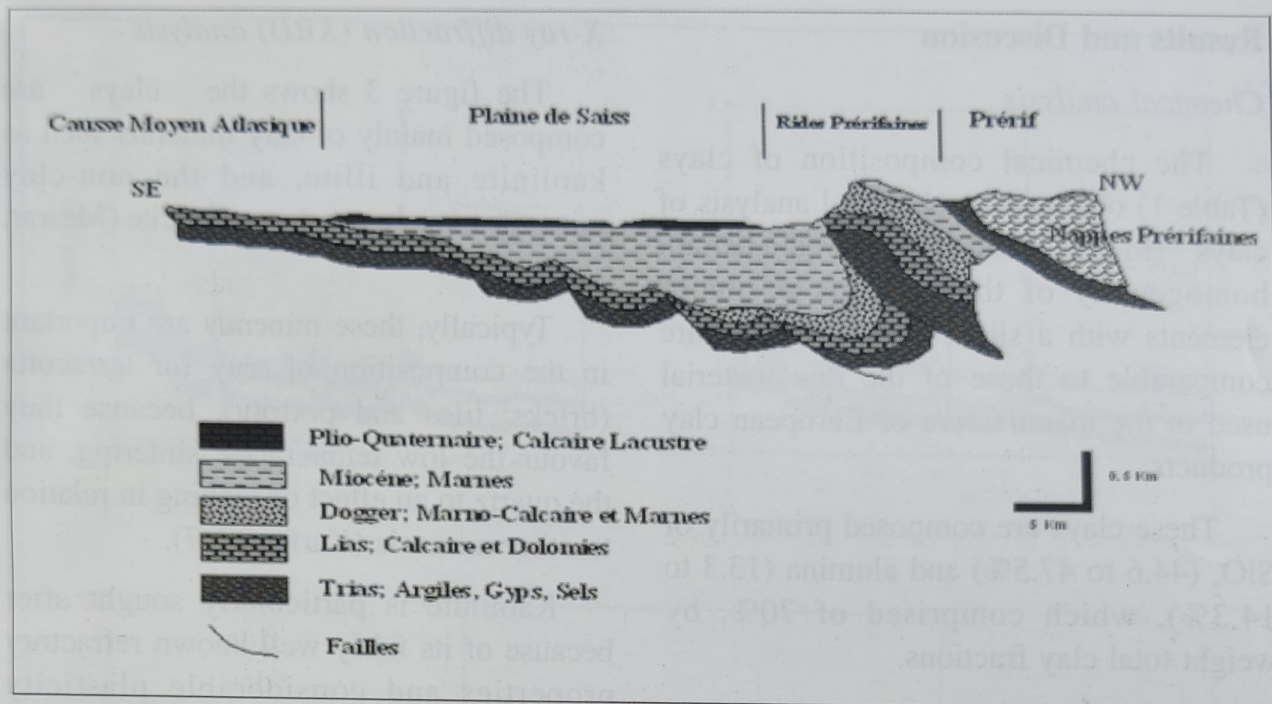 Results and Discussion
Chemical analysis
The chemical composition of clays
(Table 1)
analysis of
clays
of the
elements with a
comparable to those of the raw material
used in the manufacture of European clay
products.
These clays are composed primarily of
SiO2 (44.6 to 47.5%) and alumina (13.3 to
14.3%), which comprised of 70%, by
weight total clay fractions.
X-ray diffraction (XRD) analysis
The figure 3 shows the clays are
composed mainly of clay minerals such as
kaolinite and illite, and the non-clay
Typically, these minerals are important
in the composition of clay for terracotta
(bricks, tiles and pottery), because they
favour the low sintering, and
the quartz to an effect in relation
Kaolinite is particularly sought after
because of its well known refractory
properties and considerable plasticity
Causse Moyen Atlasique
Plaine de Saiss
Rides Prérifaines
Prérif
SE
NW
Nappes Prérifaines
Plio-Quaternaire; Calcaire Lacustre
Miocéne; Marnes
Dogger; Marno-Calcaire et Marnes
Lias; Calcaire et Dolomies
Trias; Argiles, Gyps, Sels
Failles
0.5 Km
5 Km